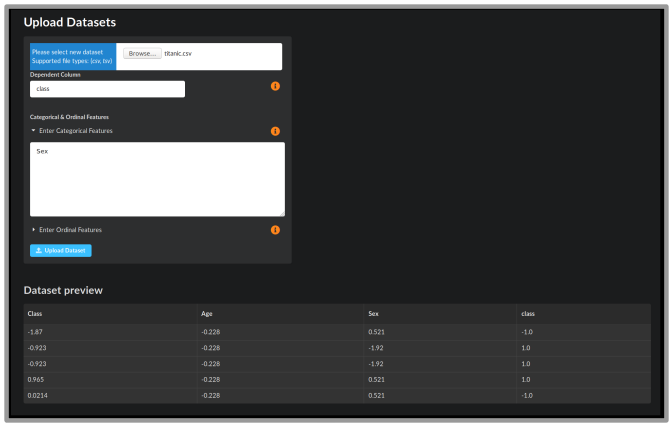 Upload Datasets
Please select new dataset
Supported file types: (csv, tsv)
Browse... titanic.csv
Dependent Column
class
Categorical & Ordinal Features
Enter Categorical Features
Sex
Enter Ordinal Features
Upload Dataset
Dataset preview
Class Age Sex class
-1.87 -0.228 0.521 -1.0
-0.923 -0.228 -1.92 1.0
-0.923 -0.228 -1.92 1.0
0.965 -0.228 0.521 1.0
0.0214 -0.228 0.521 -1.0